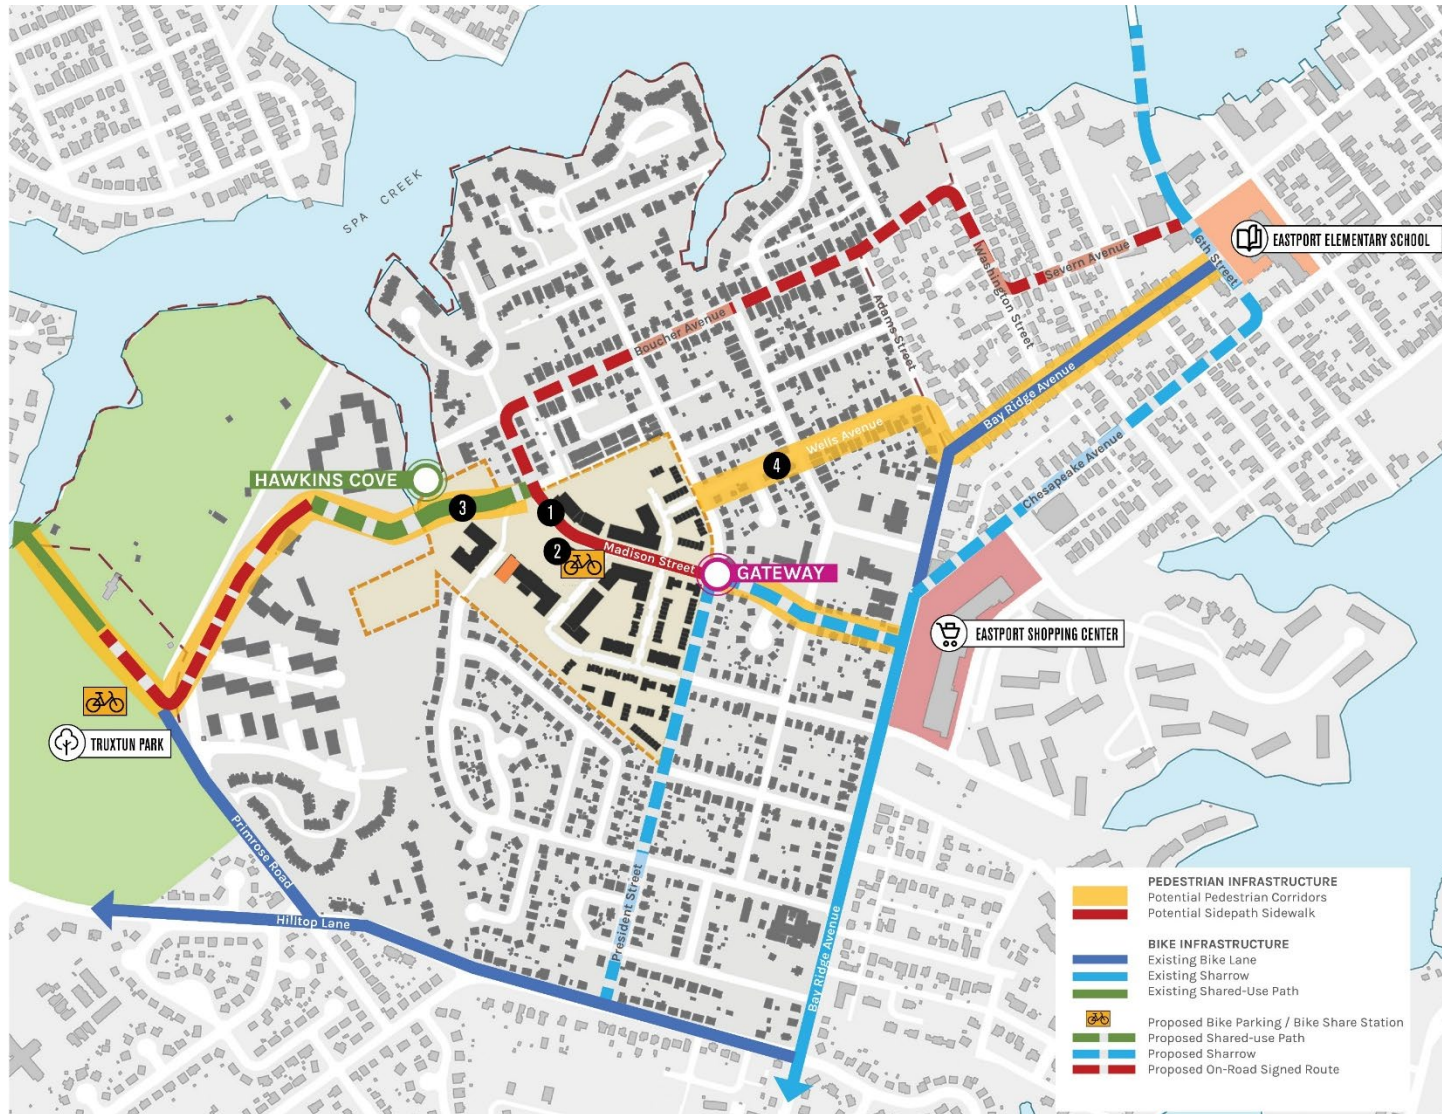 SPA CREEK
6th Street
EASTPORT ELEMENTARY SCHOOL
Severn Avenue
Washington Street
Adams Street
Boucher Avenue
Bay Ridge Avenue
Wells Avenue
4
Chesapeake Avenue
HAWKINS COVE
3
1
2
Madison Street
GATEWAY
EASTPORT SHOPPING CENTER
TRUXTUN PARK
Primrose Road
Hilltop Lane
President Street
Bay Ridge Avenue
PEDESTRIAN INFRASTRUCTURE
Potential Pedestrian Corridors
Potential Sidepath Sidewalk
BIKE INFRASTRUCTURE
Existing Bike Lane
Existing Sharrow
Existing Shared-Use Path
Proposed Bike Parking / Bike Share Station
Proposed Shared-use Path
Proposed Sharrow
Proposed On-Road Signed Route